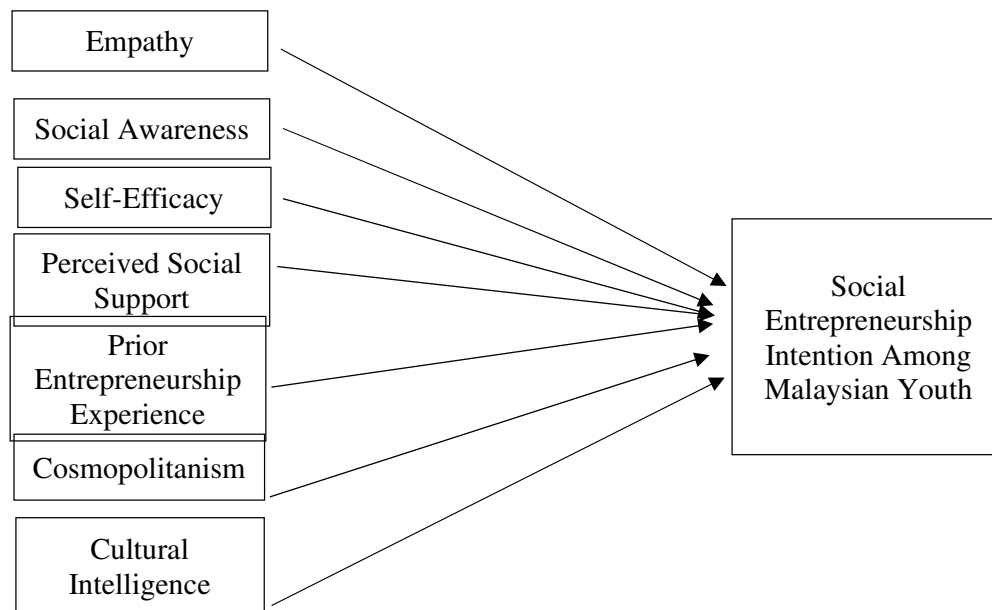 Empathy
Social Awareness
Self-Efficacy
Perceived Social
Support
Prior
Entrepreneurship
Experience
Cosmopolitanism
Cultural
Intelligence
Social
Entrepreneurship
Intention Among
Malaysian Youth